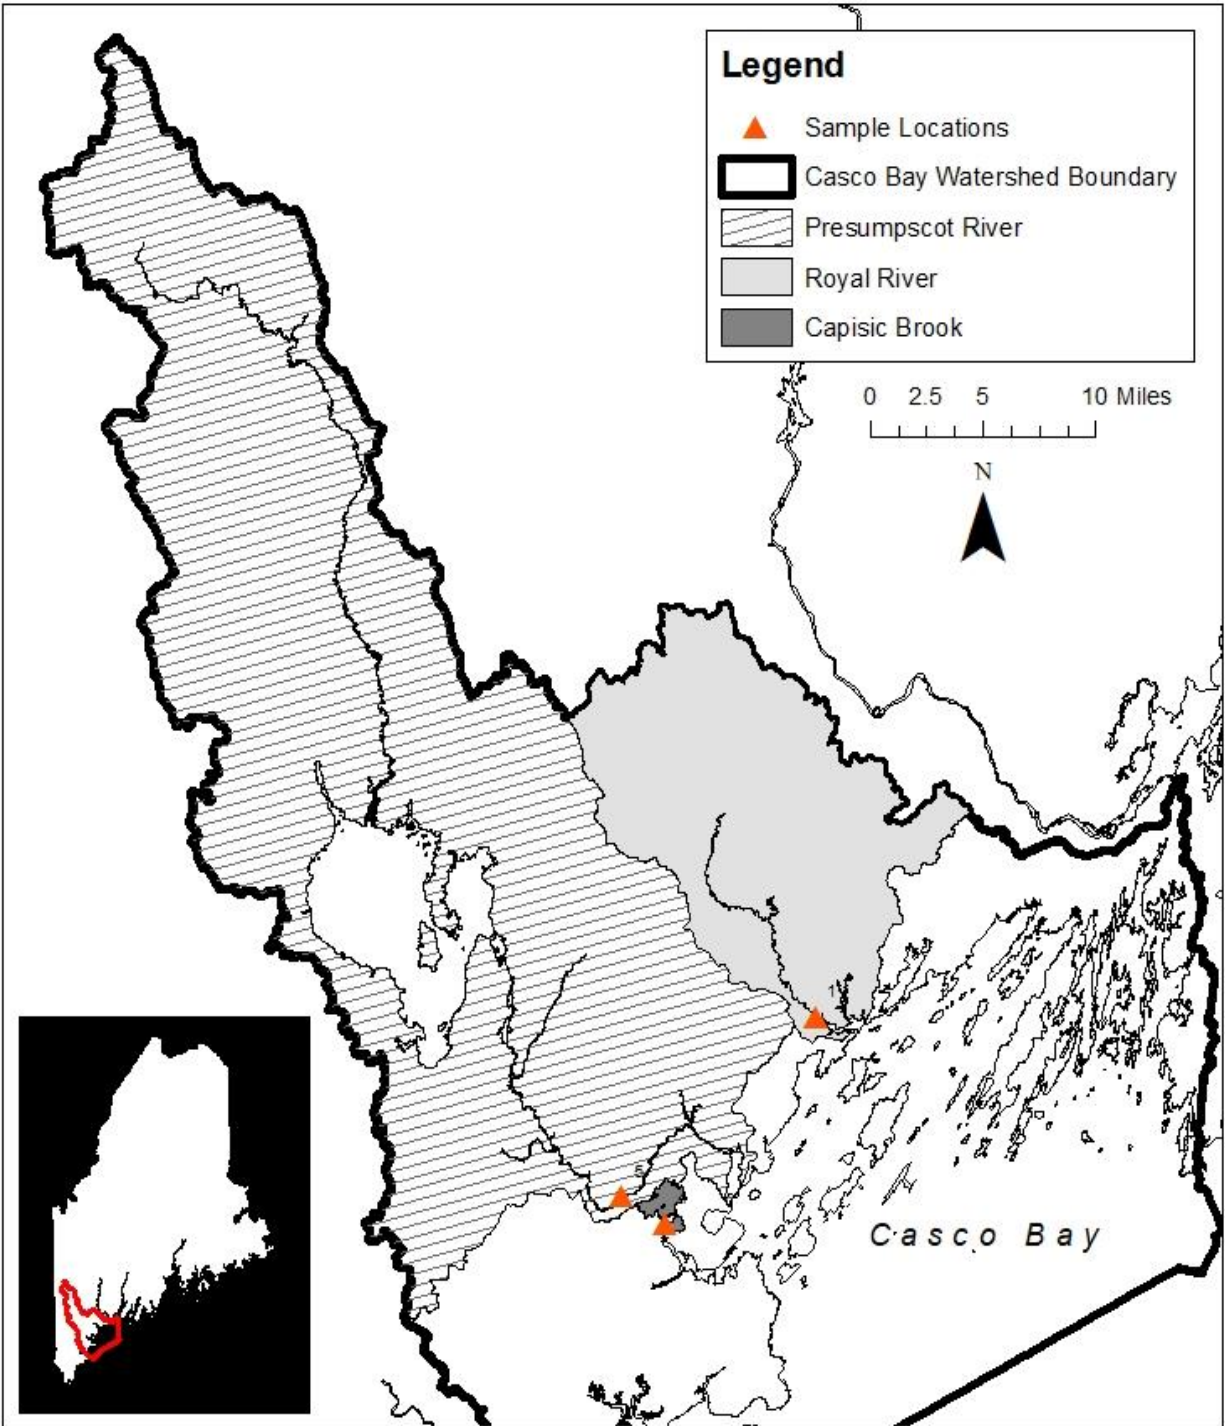 Legend
Sample Locations
Casco Bay Watershed Boundary
Presumpscot River
Royal River
Capisic Brook
0 2.5 5 10 Miles
N
1
5
Casco Bay